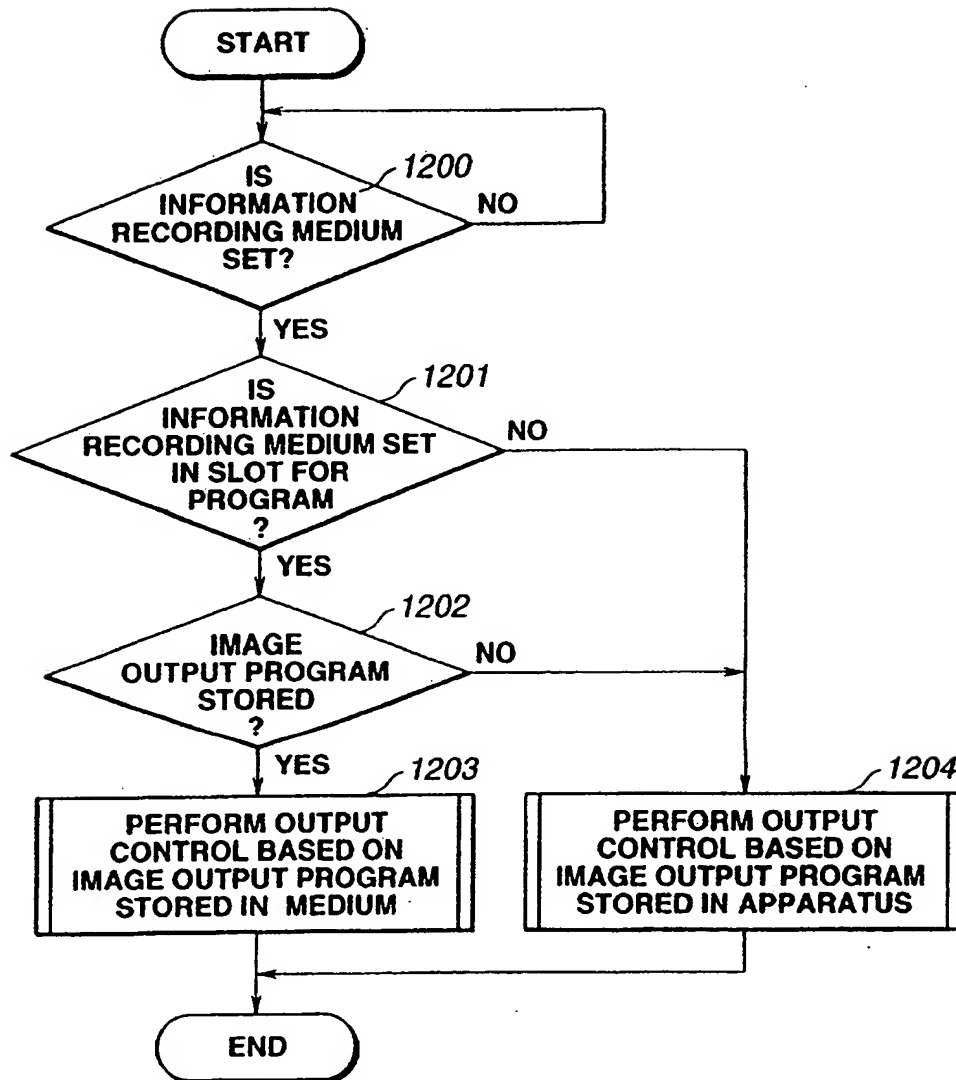 START
IS
INFORMATION
RECORDING MEDIUM
SET?
1200
NO
YES
IS
INFORMATION
RECORDING MEDIUM SET
IN SLOT FOR
PROGRAM
?
1201
NO
YES
IMAGE
OUTPUT PROGRAM
STORED
?
1202
NO
YES
1203
PERFORM OUTPUT
CONTROL BASED ON
IMAGE OUTPUT PROGRAM
STORED IN MEDIUM
1204
PERFORM OUTPUT
CONTROL BASED ON
IMAGE OUTPUT PROGRAM
STORED IN APPARATUS
END